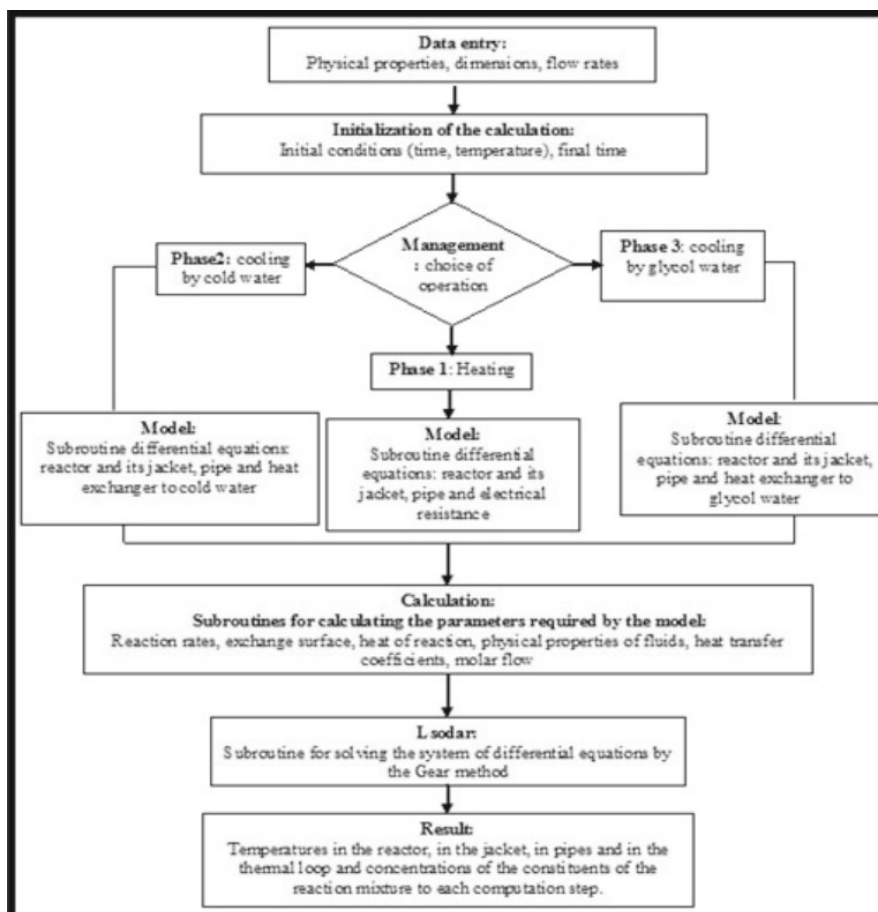 Data entry:
Physical properties, dimensions, flow rates
Initialization of the calculation:
Initial conditions (time, temperature), final time
Management
: choice of
operation
Phase2: cooling
by cold water
Phase 3: cooling
by glycol water
Phase 1: Heating
Model:
Subroutine differential equations:
reactor and its jacket, pipe and heat
exchanger to cold water
Model:
Subroutine differential
equations: reactor and its
jacket, pipe and electrical
resistance
Model:
Subroutine differential
equations: reactor and its jacket,
pipe and heat exchanger to
glycol water
Calculation:
Subroutines for calculating the parameters required by the model:
Reaction rates, exchange surface, heat of reaction, physical properties of fluids, heat transfer
coefficients, molar flow
Lsodar:
Subroutine for solving the system of differential equations by
the Gear method
Result:
Temperatures in the reactor, in the jacket, in pipes and in the
thermal loop and concentrations of the constituents of the
reaction mixture to each computation step.